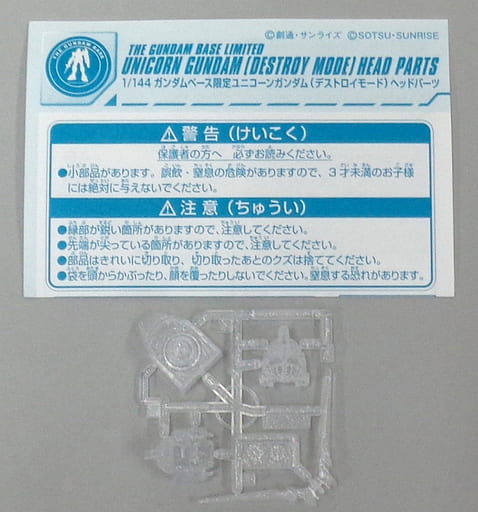 ©創通・サンライズ ©SOTSU・SUNRISE
THE GUNDAM BASE
THE GUNDAM BASE LIMITED
UNICORN GUNDAM (DESTROY MODE) HEAD PARTS
1/144 ガンダムベース限定ユニコーンガンダム(デストロイモード) ヘッドパーツ
⚠警告(けいこく)
保護者の方へ 必ずお読みください。
●小部品があります。誤飲・窒息の危険がありますので、3才未満のお子様
には絶対に与えないでください。
⚠注意(ちゅうい)
●縁部が鋭い箇所がありますので、注意してください。
●先端が尖っている箇所がありますので、注意してください。
●部品はきれいに切り取り、切り取ったあとのクズは捨ててください。
●袋を頭からかぶったり、顔を覆ったりしないでください。窒息する恐れがあります。